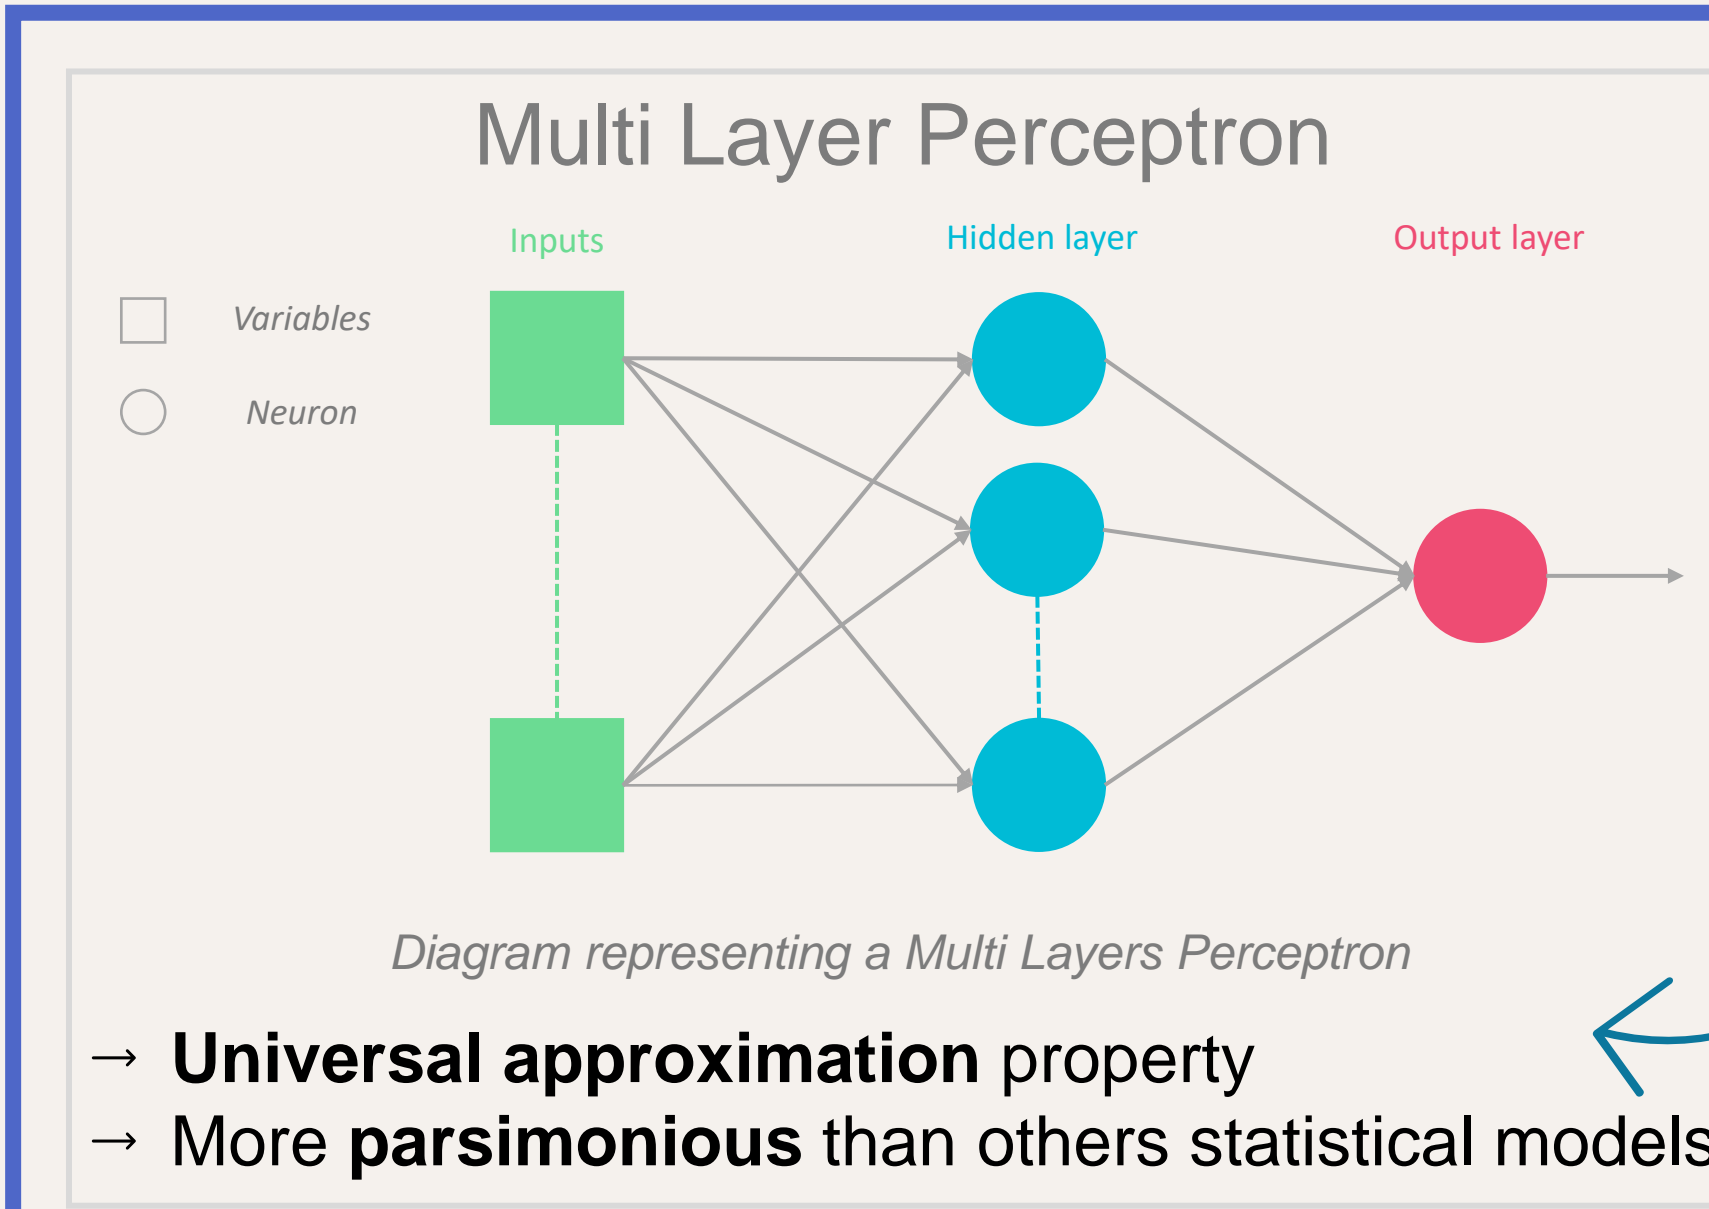 Multi Layer Perceptron
Inputs
Hidden layer
Output layer
Variables
Neuron
Diagram representing a Multi Layers Perceptron
→ Universal approximation property
→ More parsimonious than others statistical models